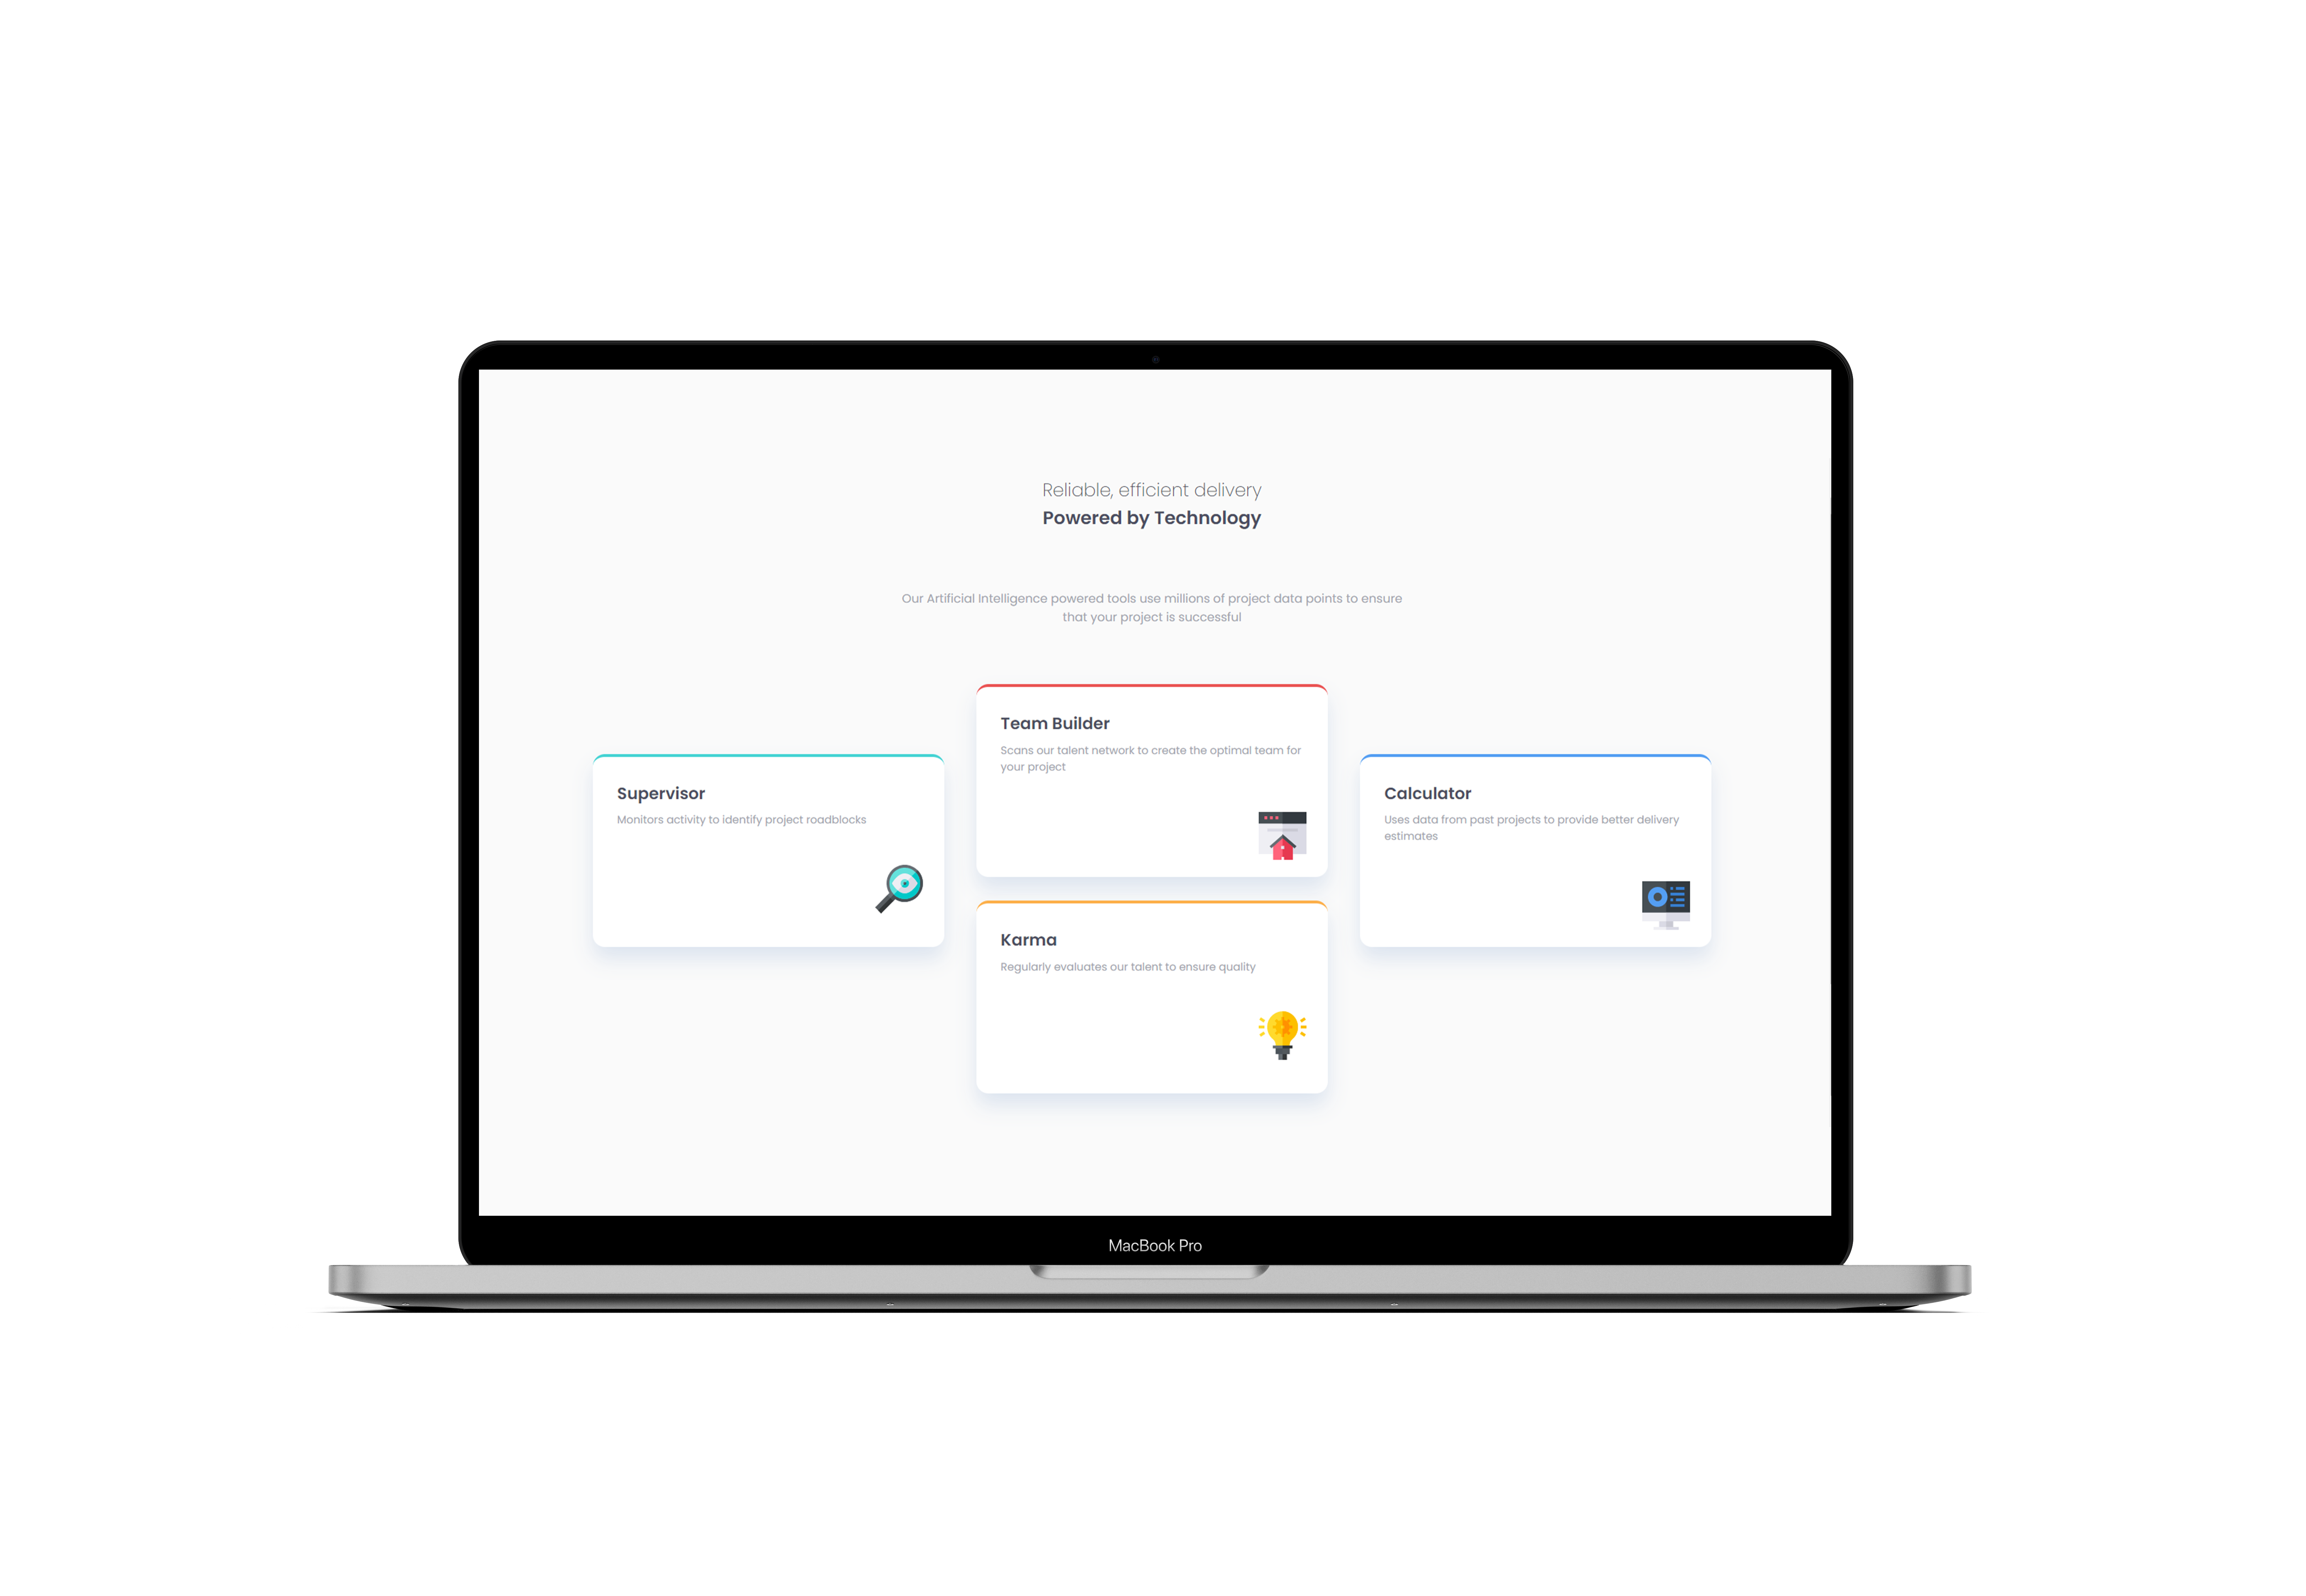 Reliable, efficient delivery
Powered by Technology
Our Artificial Intelligence powered tools use millions of project data points to ensure
that your project is successful
Supervisor
Monitors activity to identify project roadblocks
Team Builder
Scans our talent network to create the optimal team for
your project
Karma
Regularly evaluates our talent to ensure quality
Calculator
Uses data from past projects to provide better delivery
estimates
MacBook Pro